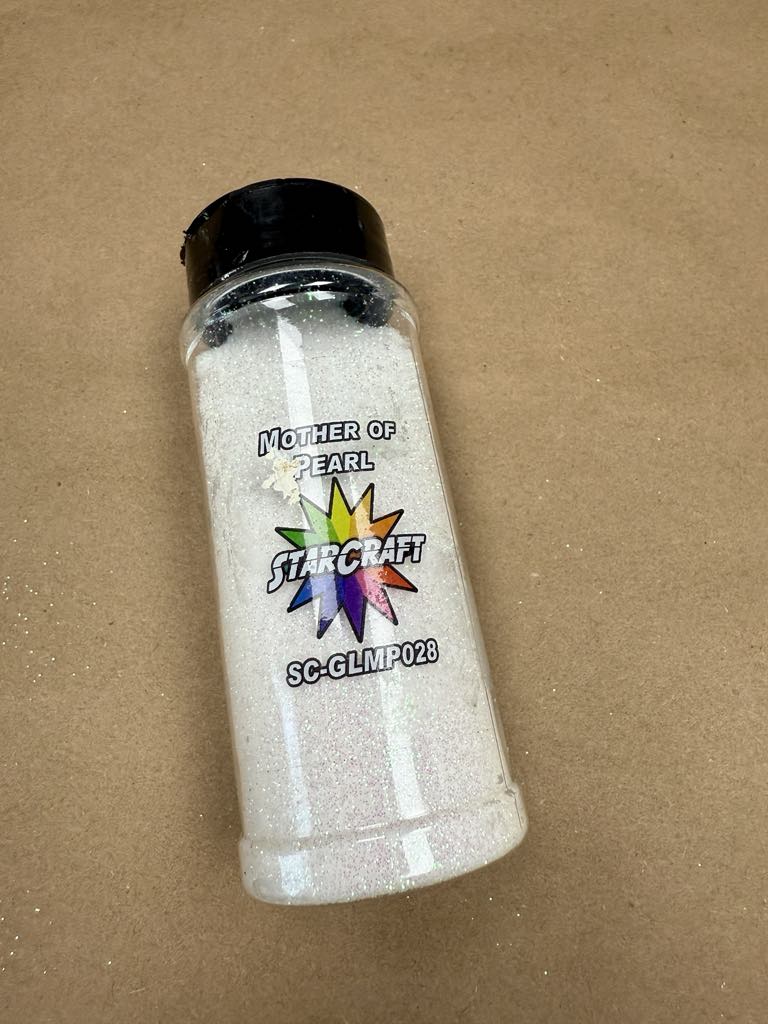 MOTHER OF
PEARL
STARCRAFT
SC-GLMP028